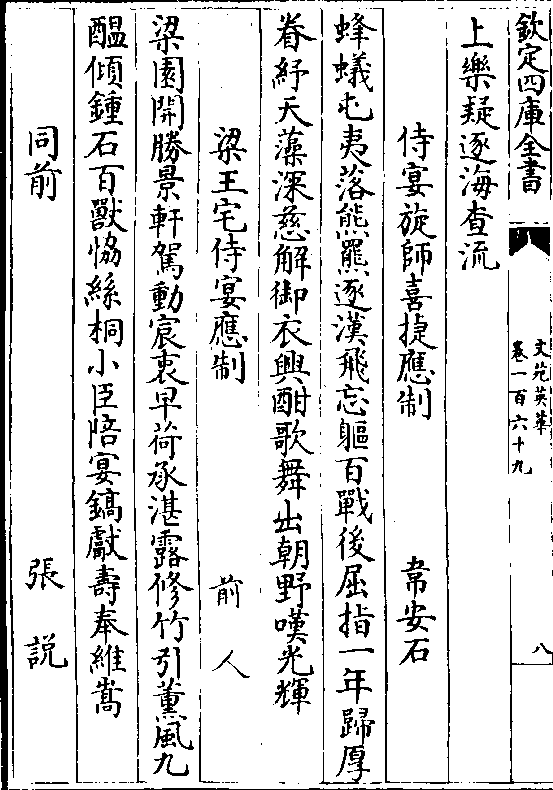 欽定四庫全書
文苑英華
卷一百六十九
八
上樂疑逐海查流
侍宴旋師喜捷應制 韋安石
蜂蟻屯夷落熊羆逐漢飛忘軀百戰後屈指一年歸厚
眷紓天藻深慈解御衣興酣歌舞出朝野嘆光輝
梁王宅侍宴應制 前人
梁園開勝景軒駕動宸衷早荷承湛露修竹引薰風九
醖傾鍾石百獸恊絲桐小臣陪宴鎬獻壽奉維嵩
同前 張説